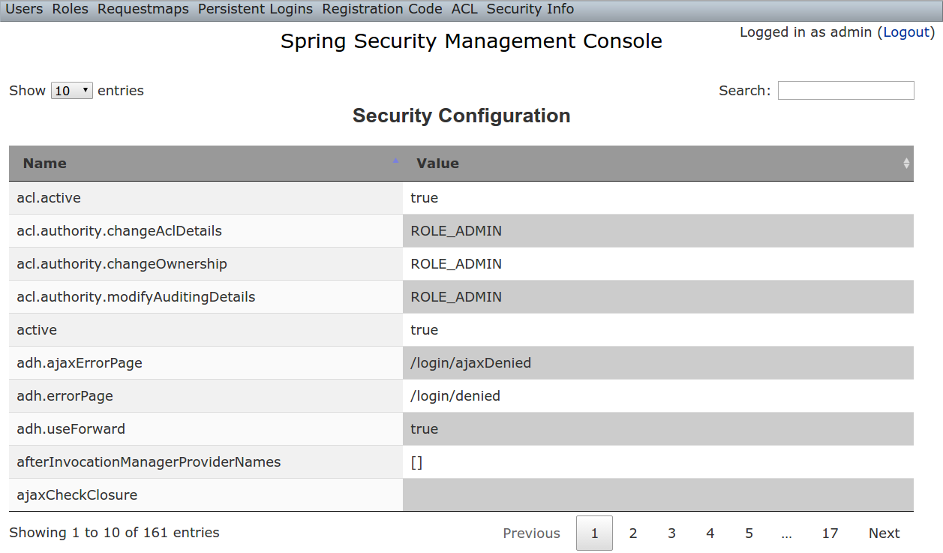 Users Roles Requestmaps Persistent Logins Registration Code ACL Security Info
Logged in as admin (Logout)
Spring Security Management Console
Show 10 entries
Search:
Security Configuration
Name Value
acl.active true
acl.authority.changeAclDetails ROLE_ADMIN
acl.authority.changeOwnership ROLE_ADMIN
acl.authority.modifyAuditingDetails ROLE_ADMIN
active true
adh.ajaxErrorPage /login/ajaxDenied
adh.errorPage /login/denied
adh.useForward true
afterInvocationManagerProviderNames []
ajaxCheckClosure
Showing 1 to 10 of 161 entries
Previous 1 2 3 4 5 ... 17 Next